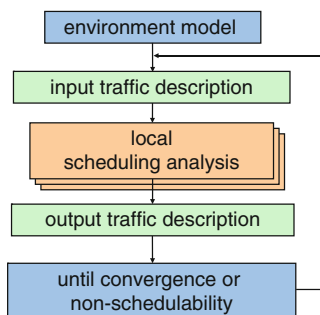 environment model
input traffic description
local
scheduling analysis
output traffic description
until convergence or
non-schedulability